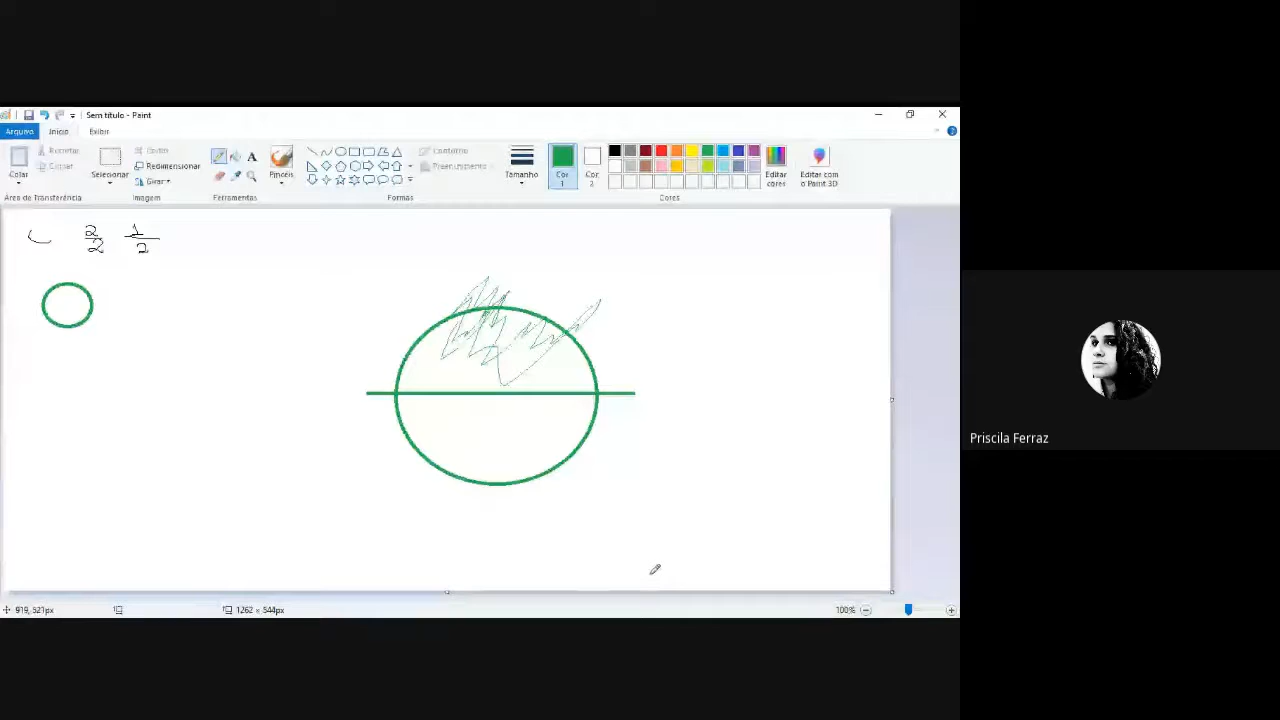 Sem título - Paint
Arquivo Início Exibir
Colar
Recortar
Copiar
Área de Transferência
Selecionar
Redimensionar
Girar
Imagem
A
Ferramentas
Pincéis
Contorno
Preenchimento
Formas
Tamanho
Cor 1
Cor 2
Editar cores
Editar com o Paint 3D
Cores
2/2 1/2
Priscila Ferraz
919, 521px
1262 × 544px
100%